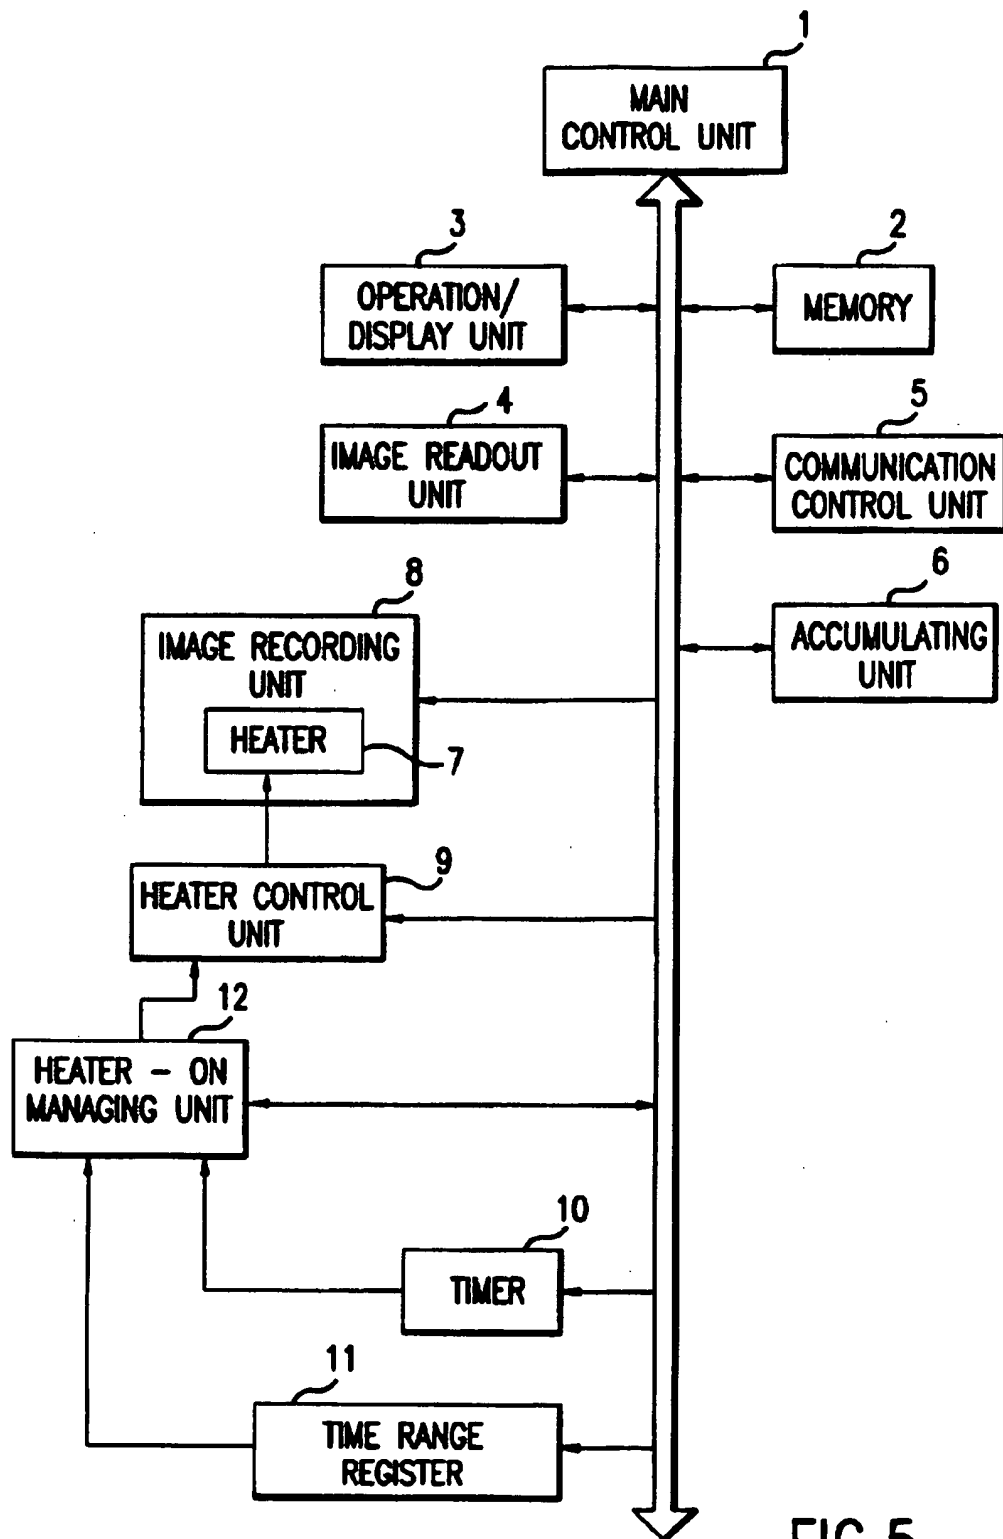 1
MAIN
CONTROL UNIT
3
OPERATION/
DISPLAY UNIT
2
MEMORY
4
IMAGE READOUT
UNIT
5
COMMUNICATION
CONTROL UNIT
8
IMAGE RECORDING
UNIT
HEATER
7
6
ACCUMULATING
UNIT
9
HEATER CONTROL
UNIT
12
HEATER – ON
MANAGING UNIT
10
TIMER
11
TIME RANGE
REGISTER
FIG.5